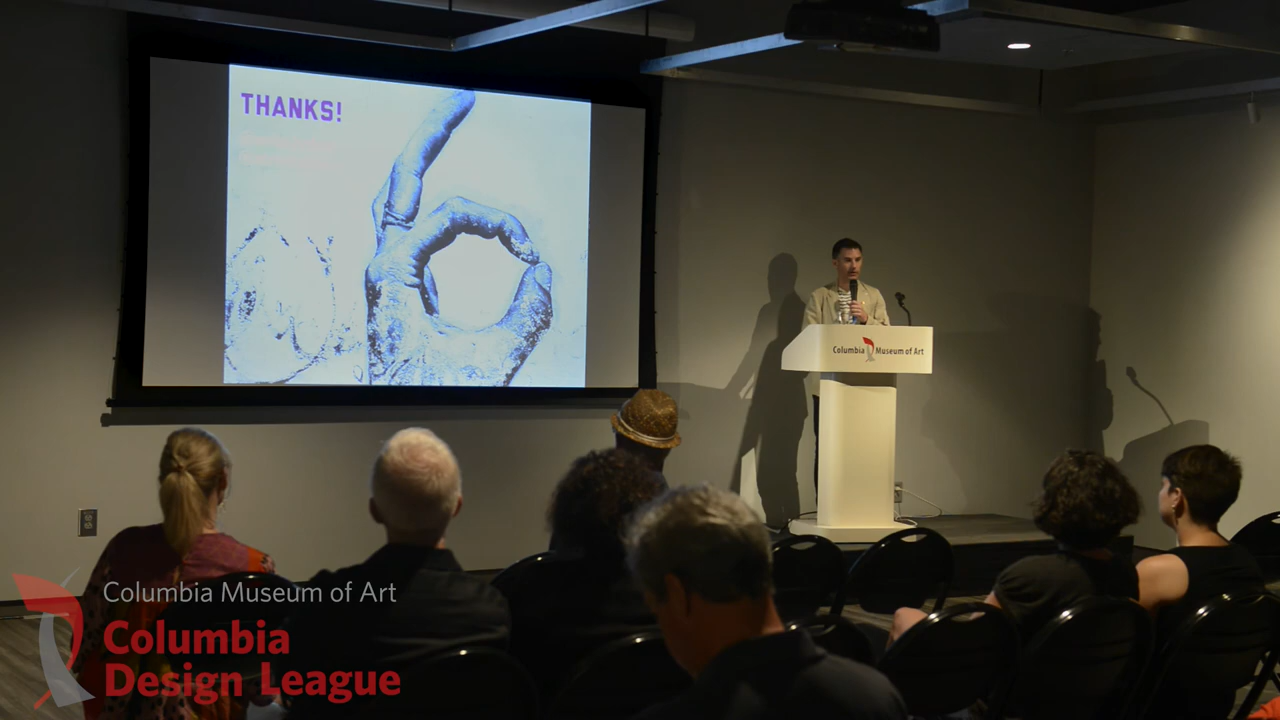 THANKS!
Columbia Museum of Art
Columbia Museum of Art
Columbia
Design League